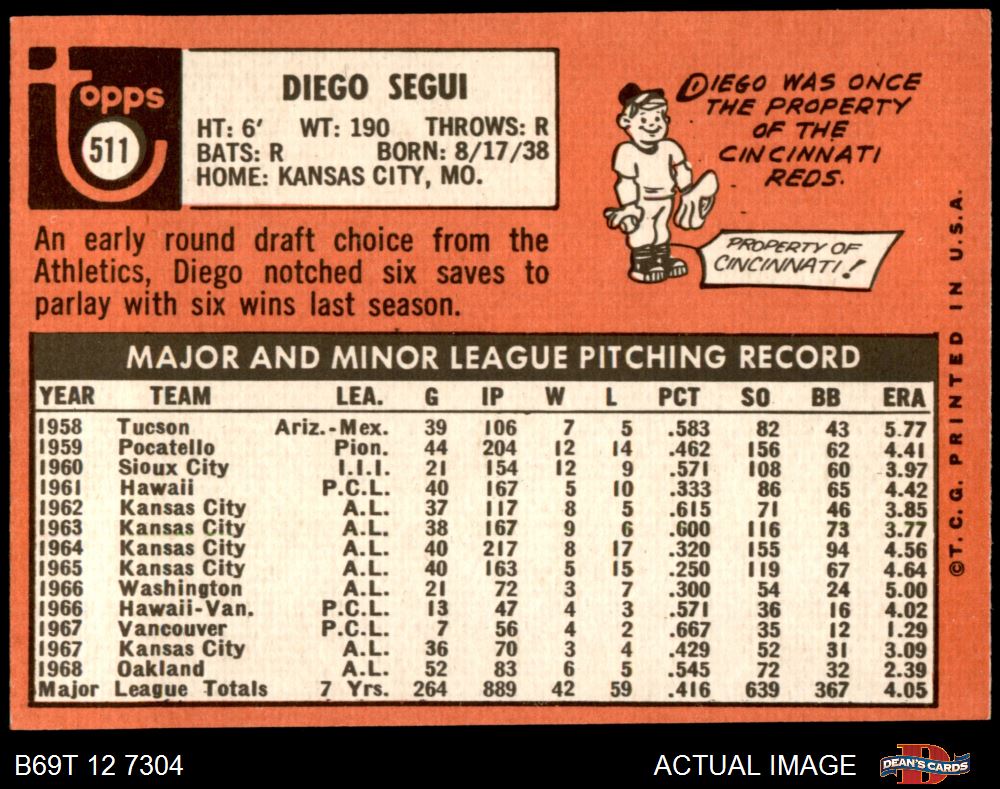 topps
511
DIEGO SEGUI
HT: 6' WT: 190 THROWS: R
BATS: R BORN: 8/17/38
HOME: KANSAS CITY, MO.
An early round draft choice from the
Athletics, Diego notched six saves to
parlay with six wins last season.
DIEGO WAS ONCE
THE PROPERTY
OF THE
CINCINNATI
REDS.
PROPERTY OF
CINCINNATI!
MAJOR AND MINOR LEAGUE PITCHING RECORD
YEAR TEAM LEA. G IP W L PCT SO BB ERA
1958 Tucson Ariz.-Mex. 39 106 7 5 .583 82 43 5.77
1959 Pocatello Pion. 44 204 12 14 .462 156 62 4.41
1960 Sioux City I.I.I. 21 154 12 9 .571 108 60 3.97
1961 Hawaii P.C.L. 40 167 5 10 .333 86 65 4.42
1962 Kansas City A.L. 37 117 8 5 .615 71 46 3.85
1963 Kansas City A.L. 38 167 9 6 .600 116 73 3.77
1964 Kansas City A.L. 40 217 8 17 .320 155 94 4.56
1965 Kansas City A.L. 40 163 5 15 .250 119 67 4.64
1966 Washington A.L. 21 72 3 7 .300 54 24 5.00
1966 Hawaii-Van. P.C.L. 13 47 4 3 .571 36 16 4.02
1967 Vancouver P.C.L. 7 56 4 2 .667 35 12 1.29
1967 Kansas City A.L. 36 70 3 4 .429 52 31 3.09
1968 Oakland A.L. 52 83 6 5 .545 72 32 2.39
Major League Totals 7 Yrs. 264 889 42 59 .416 639 367 4.05
©T.C.G. PRINTED IN U.S.A.
B69T 12 7304
ACTUAL IMAGE
DEAN'S CARDS